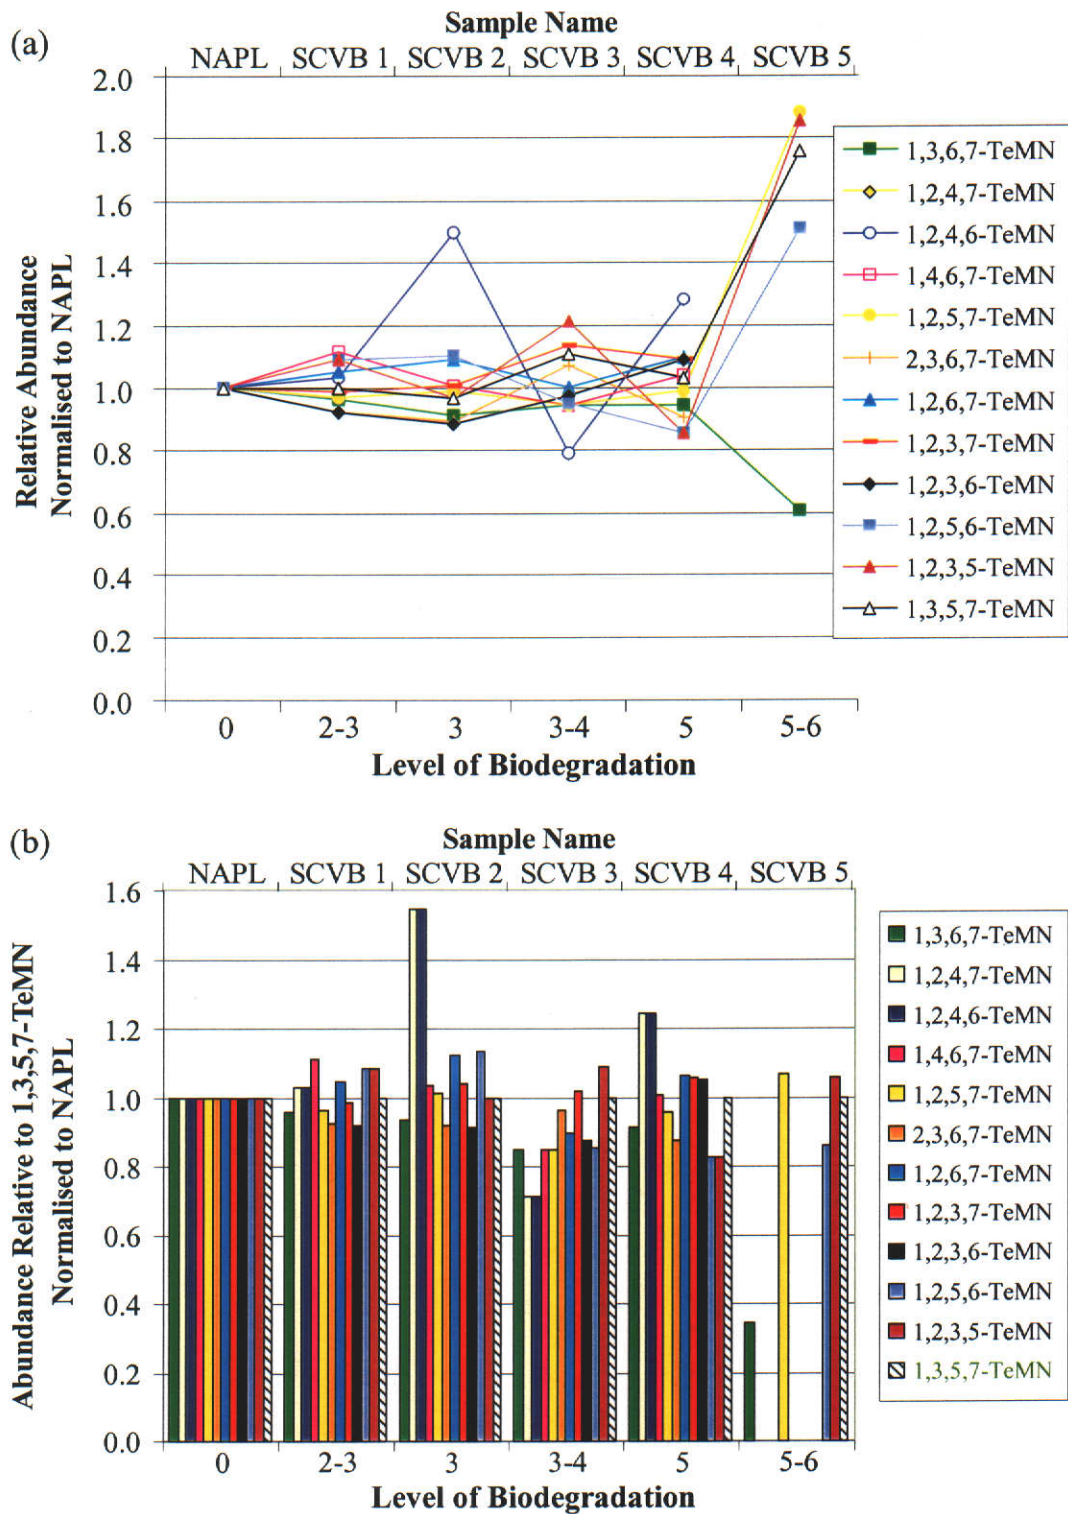 (a)
Sample Name
NAPL SCVB 1 SCVB 2 SCVB 3 SCVB 4 SCVB 5
Relative Abundance
Normalised to NAPL
2.0
1.8
1.6
1.4
1.2
1.0
0.8
0.6
0.4
0.2
0.0
0 2-3 3 3-4 5 5-6
Level of Biodegradation
1,3,6,7-TeMN
1,2,4,7-TeMN
1,2,4,6-TeMN
1,4,6,7-TeMN
1,2,5,7-TeMN
2,3,6,7-TeMN
1,2,6,7-TeMN
1,2,3,7-TeMN
1,2,3,6-TeMN
1,2,5,6-TeMN
1,2,3,5-TeMN
1,3,5,7-TeMN
(b)
Sample Name
NAPL SCVB 1 SCVB 2 SCVB 3 SCVB 4 SCVB 5
Abundance Relative to 1,3,5,7-TeMN
Normalised to NAPL
1.6
1.4
1.2
1.0
0.8
0.6
0.4
0.2
0.0
0 2-3 3 3-4 5 5-6
Level of Biodegradation
1,3,6,7-TeMN
1,2,4,7-TeMN
1,2,4,6-TeMN
1,4,6,7-TeMN
1,2,5,7-TeMN
2,3,6,7-TeMN
1,2,6,7-TeMN
1,2,3,7-TeMN
1,2,3,6-TeMN
1,2,5,6-TeMN
1,2,3,5-TeMN
1,3,5,7-TeMN